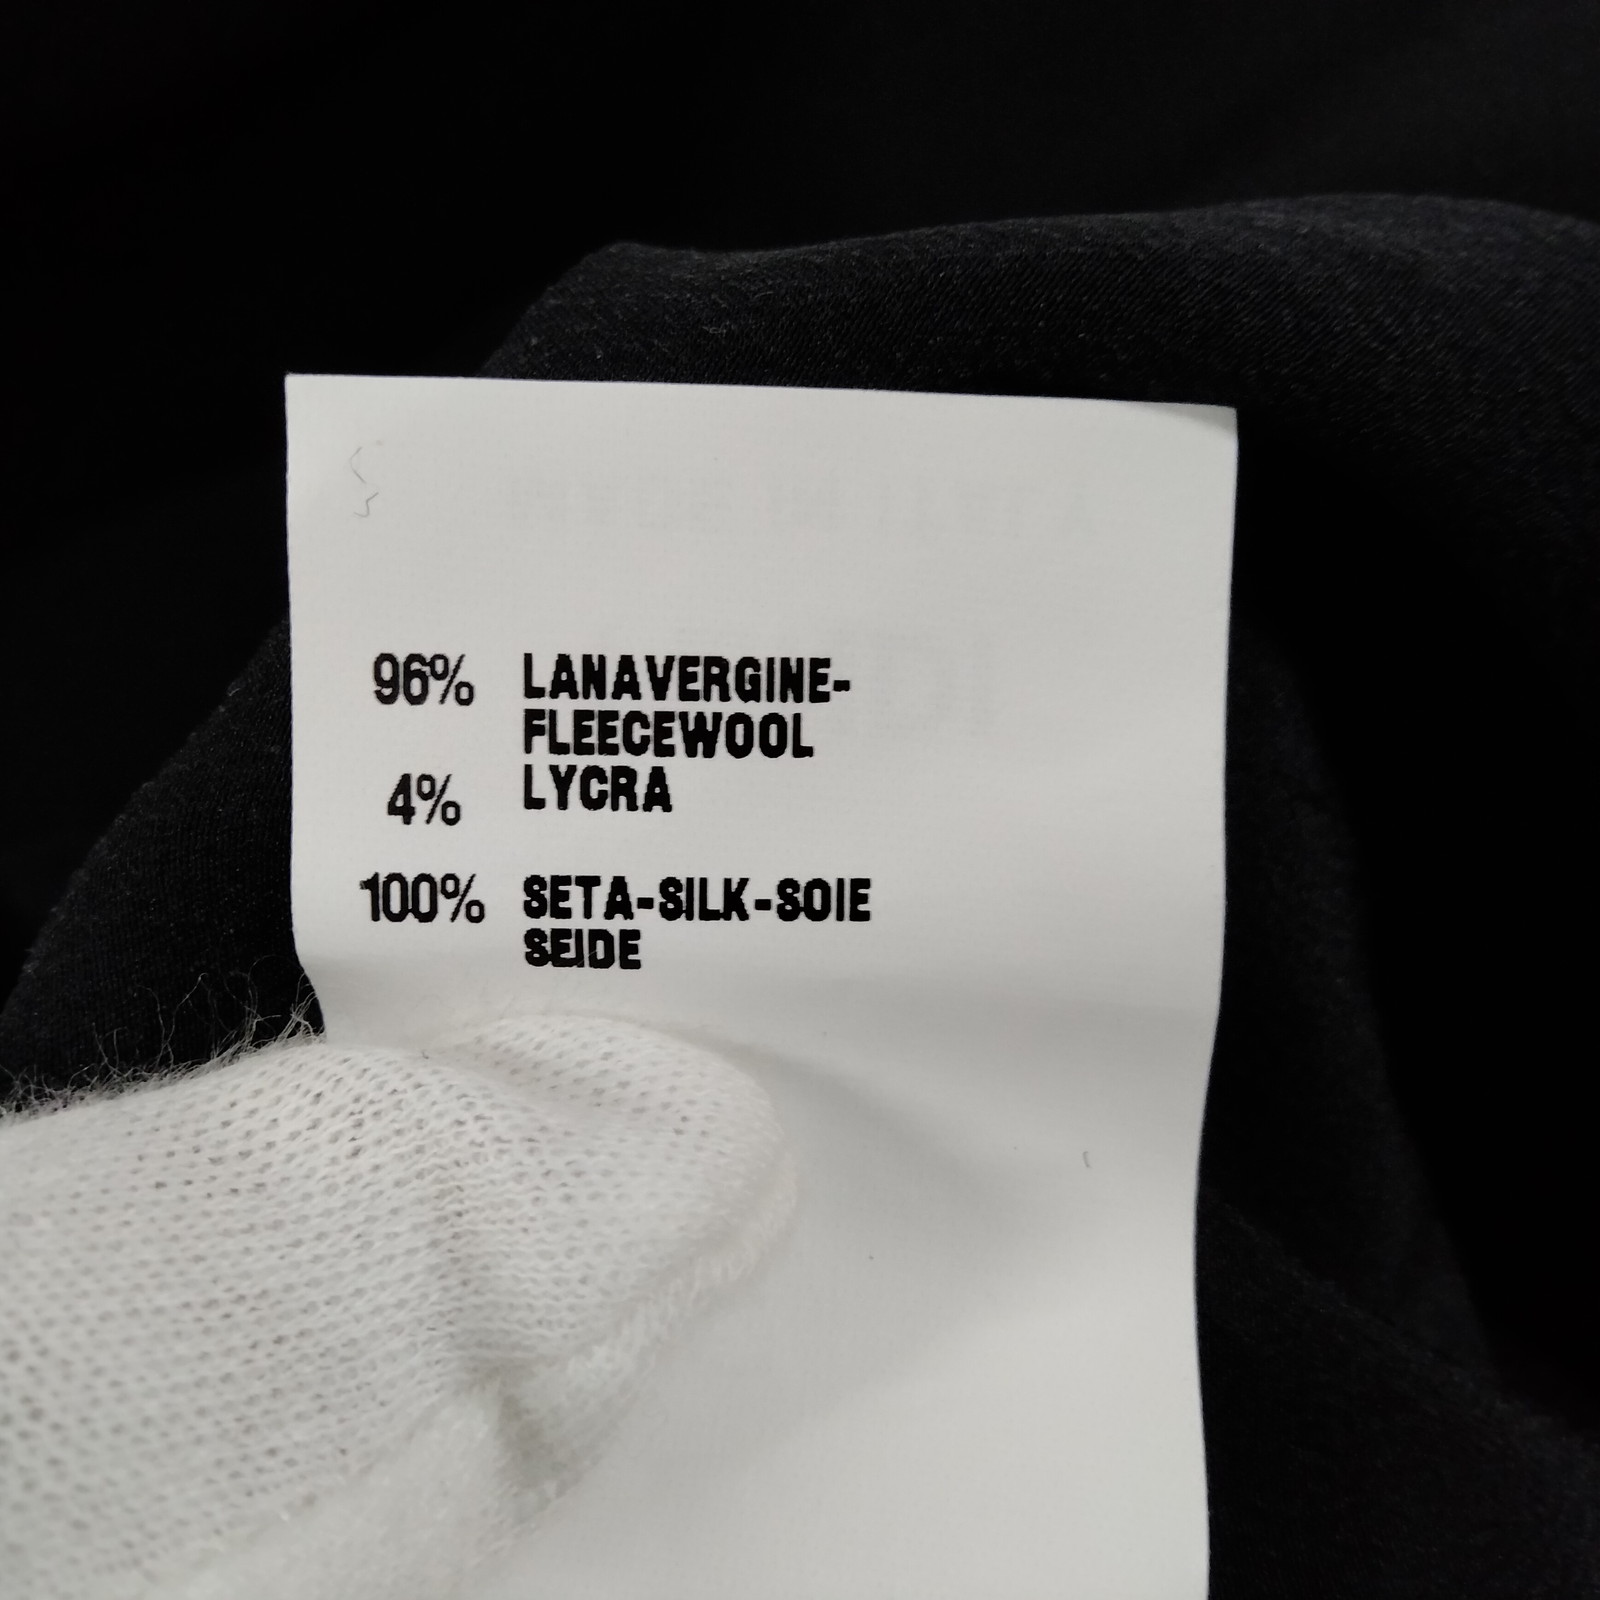 96% LANAVERGINE-
FLEECEWOOL
4% LYCRA
100% SETA-SILK-SOIE
SEIDE